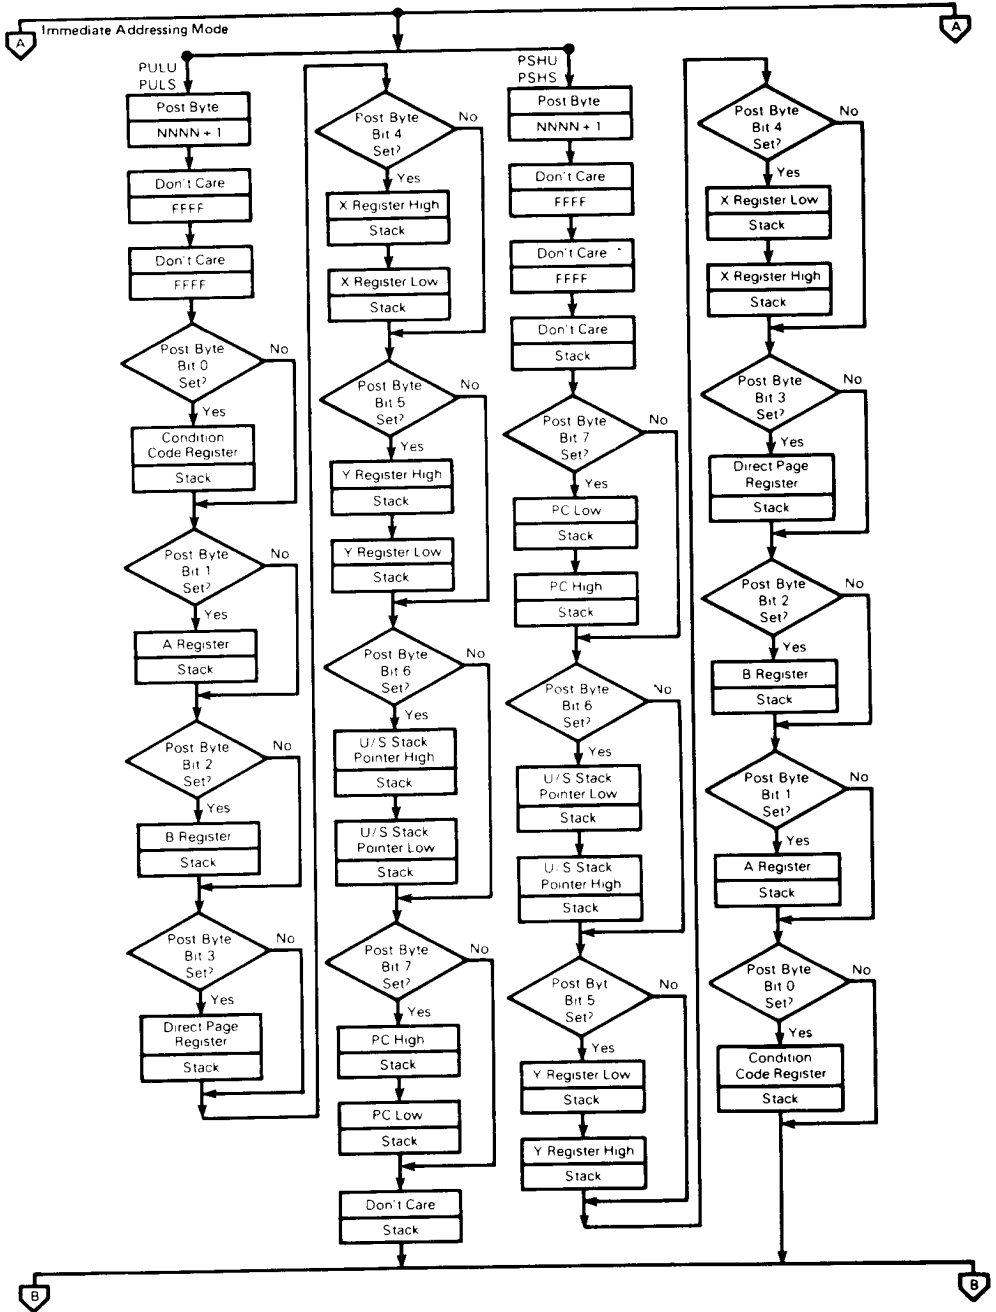 A
Immediate Addressing Mode
A
PULU
PULS
Post Byte
NNNN + 1
Don't Care
FFFF
Don't Care
FFFF
Post Byte
Bit 0
Set?
No
Yes
Condition
Code Register
Stack
Post Byte
Bit 1
Set?
No
Yes
A Register
Stack
Post Byte
Bit 2
Set?
No
Yes
B Register
Stack
Post Byte
Bit 3
Set?
No
Yes
Direct Page
Register
Stack
Post Byte
Bit 4
Set?
No
Yes
X Register High
Stack
X Register Low
Stack
Post Byte
Bit 5
Set?
No
Yes
Y Register High
Stack
Y Register Low
Stack
Post Byte
Bit 6
Set?
No
Yes
U/S Stack
Pointer High
Stack
U/S Stack
Pointer Low
Stack
Post Byte
Bit 7
Set?
No
Yes
PC High
Stack
PC Low
Stack
Don't Care
Stack
PSHU
PSHS
Post Byte
NNNN + 1
Don't Care
FFFF
Don't Care
FFFF
Don't Care
Stack
Post Byte
Bit 7
Set?
No
Yes
PC Low
Stack
PC High
Stack
Post Byte
Bit 6
Set?
No
Yes
U/S Stack
Pointer Low
Stack
U/S Stack
Pointer High
Stack
Post Byt
Bit 5
Set?
No
Yes
Y Register Low
Stack
Y Register High
Stack
Post Byte
Bit 4
Set?
No
Yes
X Register Low
Stack
X Register High
Stack
Post Byte
Bit 3
Set?
No
Yes
Direct Page
Register
Stack
Post Byte
Bit 2
Set?
No
Yes
B Register
Stack
Post Byte
Bit 1
Set?
No
Yes
A Register
Stack
Post Byte
Bit 0
Set?
No
Yes
Condition
Code Register
Stack
B
B